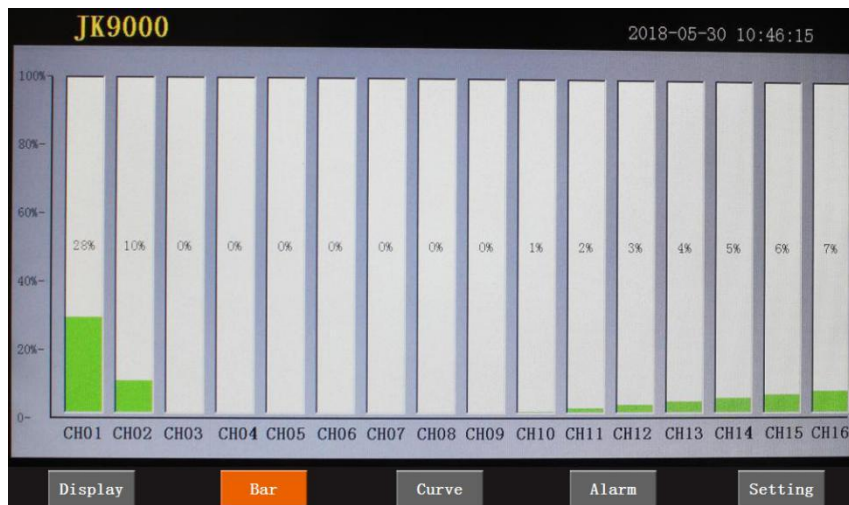 JK9000
2018-05-30 10:46:15
100%
80%
60%
28% 10% 0% 0% 0% 0% 0% 0% 0% 1% 2% 3% 4% 5% 6% 7%
40%
20%
0
CH01 CH02 CH03 CH04 CH05 CH06 CH07 CH08 CH09 CH10 CH11 CH12 CH13 CH14 CH15 CH16
Display Bar Curve Alarm Setting